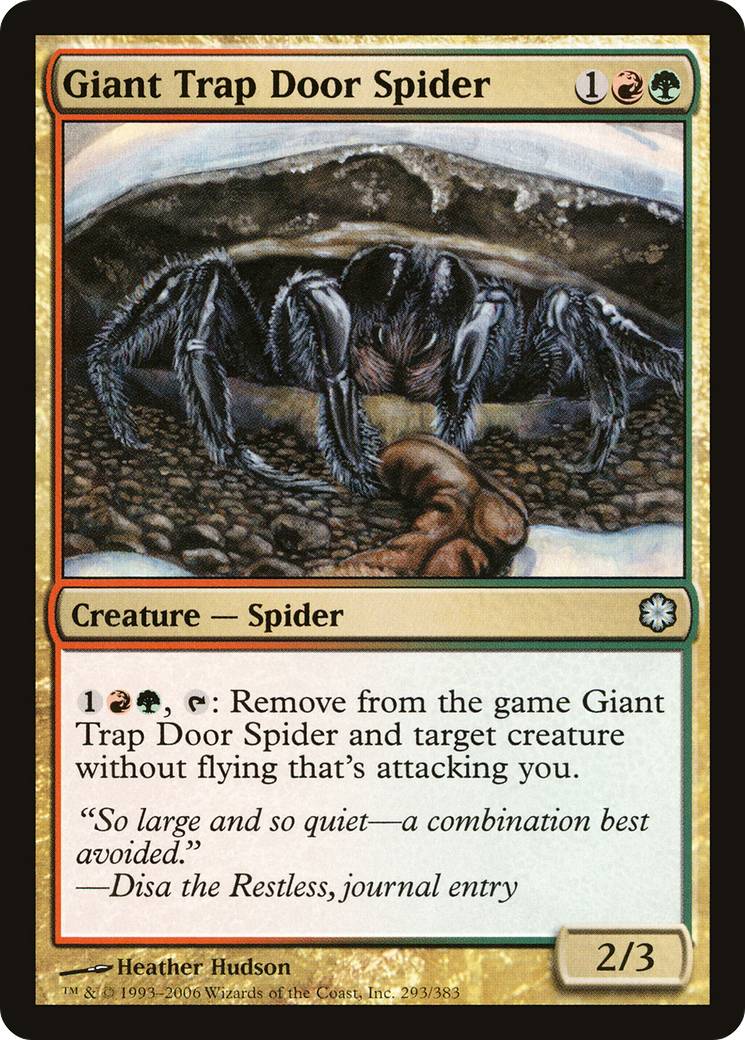 Giant Trap Door Spider 1
Creature — Spider
1, : Remove from the game Giant
Trap Door Spider and target creature
without flying that's attacking you.
“So large and so quiet—a combination best
avoided.”
—Disa the Restless, journal entry
2/3
Heather Hudson
™ & © 1993–2006 Wizards of the Coast, Inc. 293/383